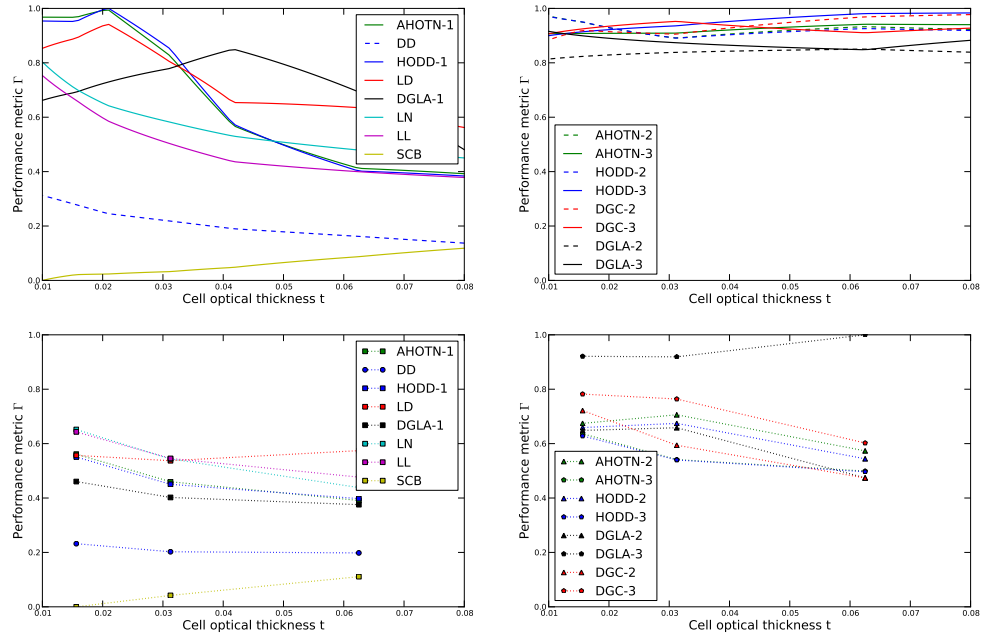 1.0
0.8
0.6
0.4
0.2
0.0
Performance metric Γ
AHOTN-1
DD
HODD-1
LD
DGLA-1
LN
LL
SCB
0.01 0.02 0.03 0.04 0.05 0.06 0.07 0.08
Cell optical thickness t
1.0
0.8
0.6
0.4
0.2
0.0
Performance metric Γ
AHOTN-2
AHOTN-3
HODD-2
HODD-3
DGC-2
DGC-3
DGLA-2
DGLA-3
0.01 0.02 0.03 0.04 0.05 0.06 0.07 0.08
Cell optical thickness t
1.0
0.8
0.6
0.4
0.2
0.0
Performance metric Γ
AHOTN-1
DD
HODD-1
LD
DGLA-1
LN
LL
SCB
0.01 0.02 0.03 0.04 0.05 0.06 0.07 0.08
Cell optical thickness t
1.0
0.8
0.6
0.4
0.2
0.0
Performance metric Γ
AHOTN-2
AHOTN-3
HODD-2
HODD-3
DGLA-2
DGLA-3
DGC-2
DGC-3
0.01 0.02 0.03 0.04 0.05 0.06 0.07 0.08
Cell optical thickness t